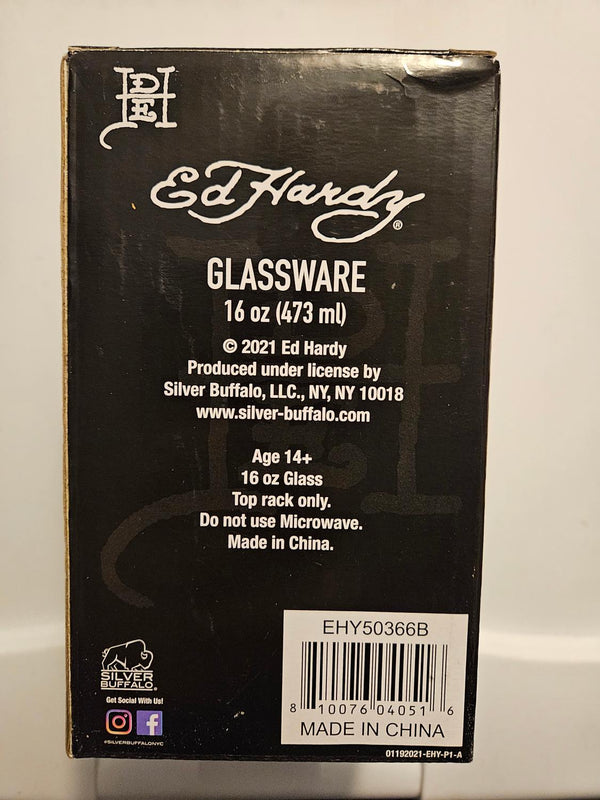 EHD
Ed Hardy®
GLASSWARE
16 oz (473 ml)
© 2021 Ed Hardy
Produced under license by
Silver Buffalo, LLC., NY, NY 10018
www.silver-buffalo.com
Age 14+
16 oz Glass
Top rack only.
Do not use Microwave.
Made in China.
SILVER
BUFFALO®
Get Social With Us!
#SILVERBUFFALONYC
EHY50366B
8 10076 04051 6
MADE IN CHINA
01192021-EHY-P1-A